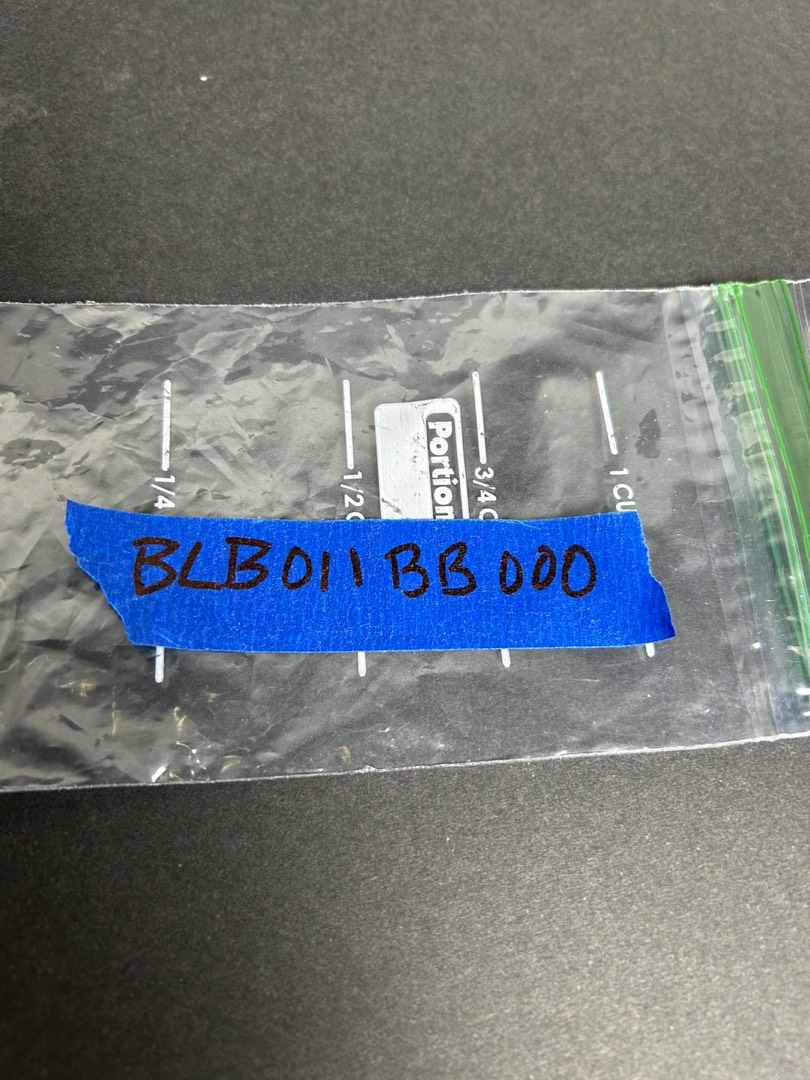 1/4
1/2 C
Portion
3/4 C
1 CU
BLB011BB000